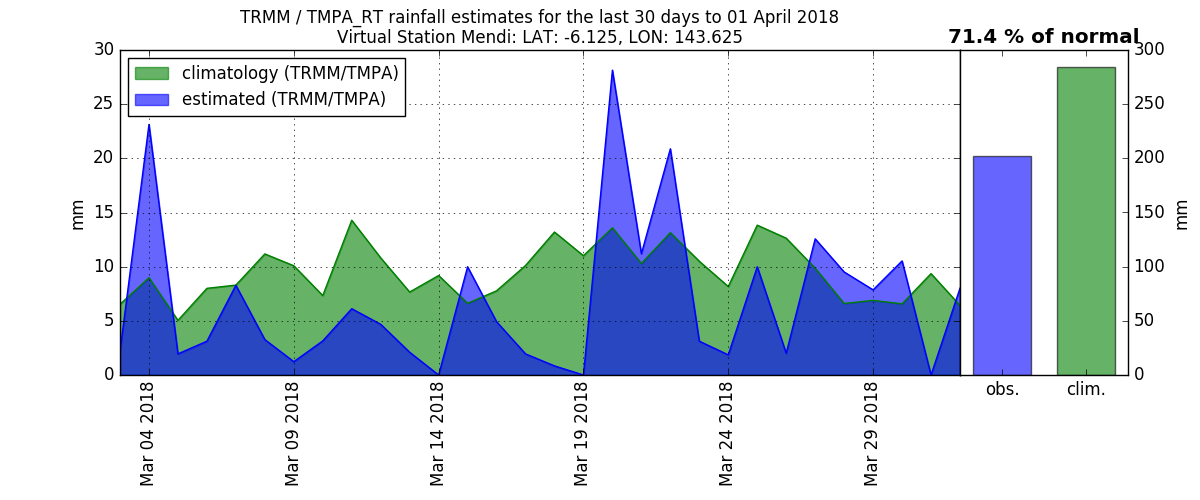 TRMM / TMPA_RT rainfall estimates for the last 30 days to 01 April 2018
Virtual Station Mendi: LAT: -6.125, LON: 143.625
71.4 % of normal
climatology (TRMM/TMPA)
estimated (TRMM/TMPA)
30
25
20
15
10
5
0
mm
Mar 04 2018
Mar 09 2018
Mar 14 2018
Mar 19 2018
Mar 24 2018
Mar 29 2018
obs.
clim.
300
250
200
150
100
50
0
mm